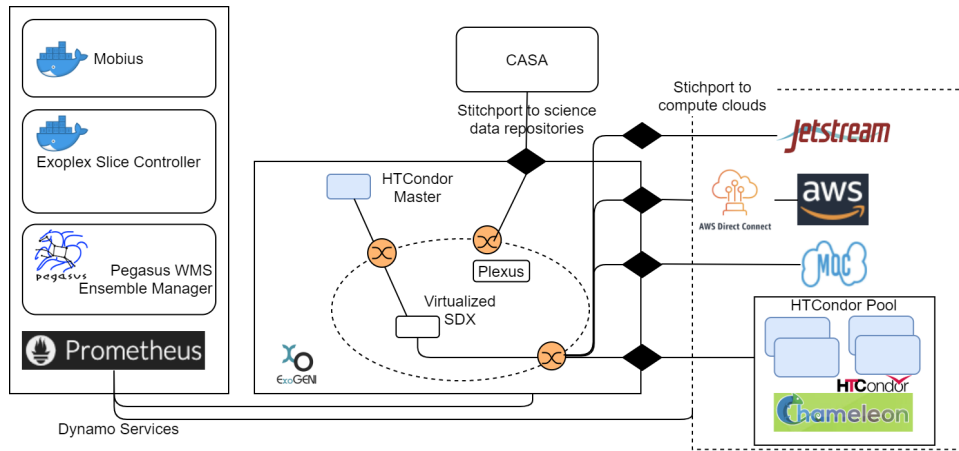 Mobius
Exoplex Slice Controller
pegasus
Pegasus WMS
Ensemble Manager
Prometheus
Dynamo Services
CASA
Stitchport to science
data repositories
HTCondor
Master
Plexus
Virtualized
SDX
ExoGENI
Stichport to
compute clouds
Jetstream
AWS Direct Connect
aws
MOC
HTCondor Pool
HTCondor
Chameleon